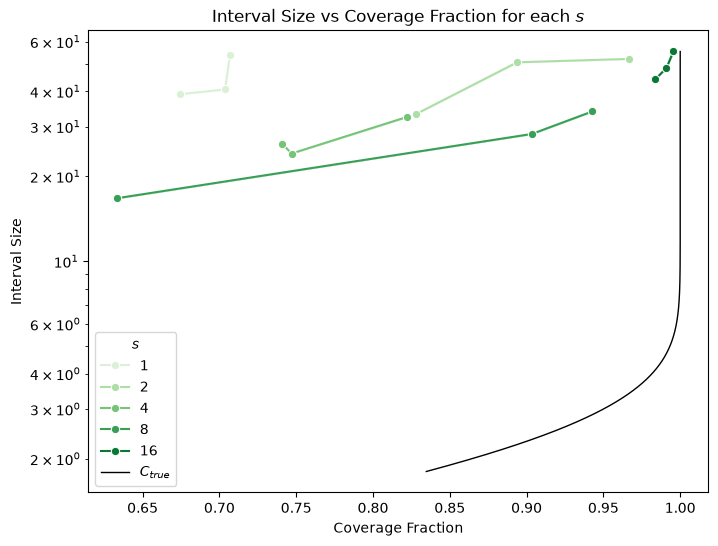 Interval Size vs Coverage Fraction for each s
6 × 10¹
4 × 10¹
3 × 10¹
2 × 10¹
10¹
6 × 10⁰
4 × 10⁰
3 × 10⁰
2 × 10⁰
Interval Size
s
1
2
4
8
16
C_true
0.65 0.70 0.75 0.80 0.85 0.90 0.95 1.00
Coverage Fraction